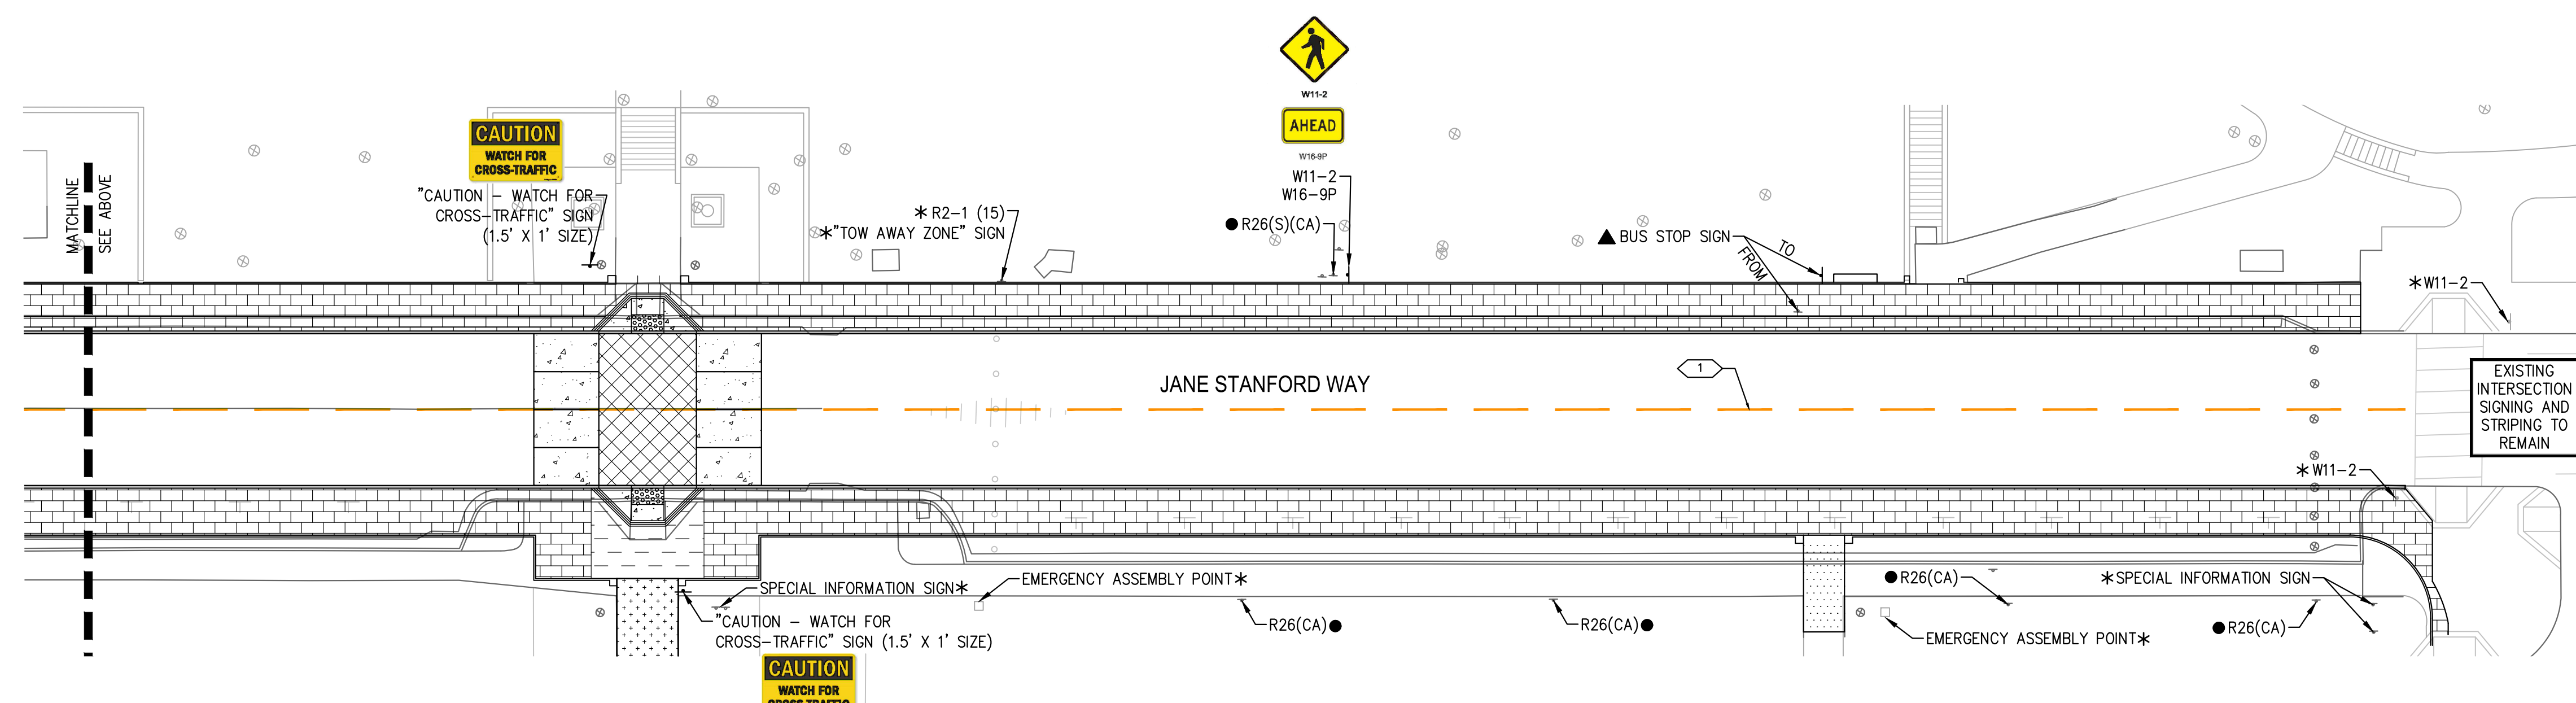 W11-2
AHEAD
W16-9P
CAUTION
WATCH FOR
CROSS-TRAFFIC
MATCHLINE
SEE ABOVE
"CAUTION - WATCH FOR
CROSS-TRAFFIC" SIGN
(1.5' X 1' SIZE)
* R2-1 (15)
*"TOW AWAY ZONE" SIGN
W11-2
W16-9P
● R26(S)(CA)
▲ BUS STOP SIGN
TO
FROM
*W11-2
JANE STANFORD WAY
1
EXISTING
INTERSECTION
SIGNING AND
STRIPING TO
REMAIN
*W11-2
SPECIAL INFORMATION SIGN*
EMERGENCY ASSEMBLY POINT*
"CAUTION - WATCH FOR
CROSS-TRAFFIC" SIGN (1.5' X 1' SIZE)
R26(CA)●
R26(CA)●
●R26(CA)
*SPECIAL INFORMATION SIGN
EMERGENCY ASSEMBLY POINT*
●R26(CA)
CAUTION
WATCH FOR
CROSS-TRAFFIC